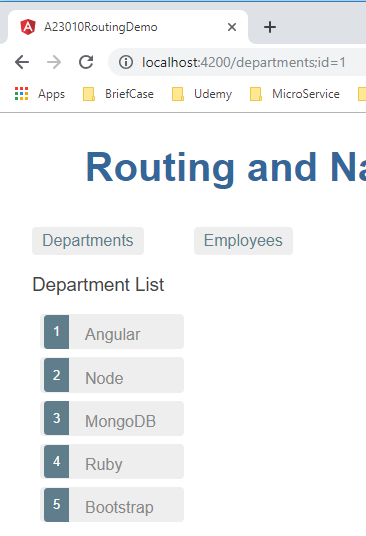 A23010RoutingDemo
localhost:4200/departments;id=1
Apps BriefCase Udemy MicroService
Routing and Na
Departments Employees
Department List
1 Angular
2 Node
3 MongoDB
4 Ruby
5 Bootstrap